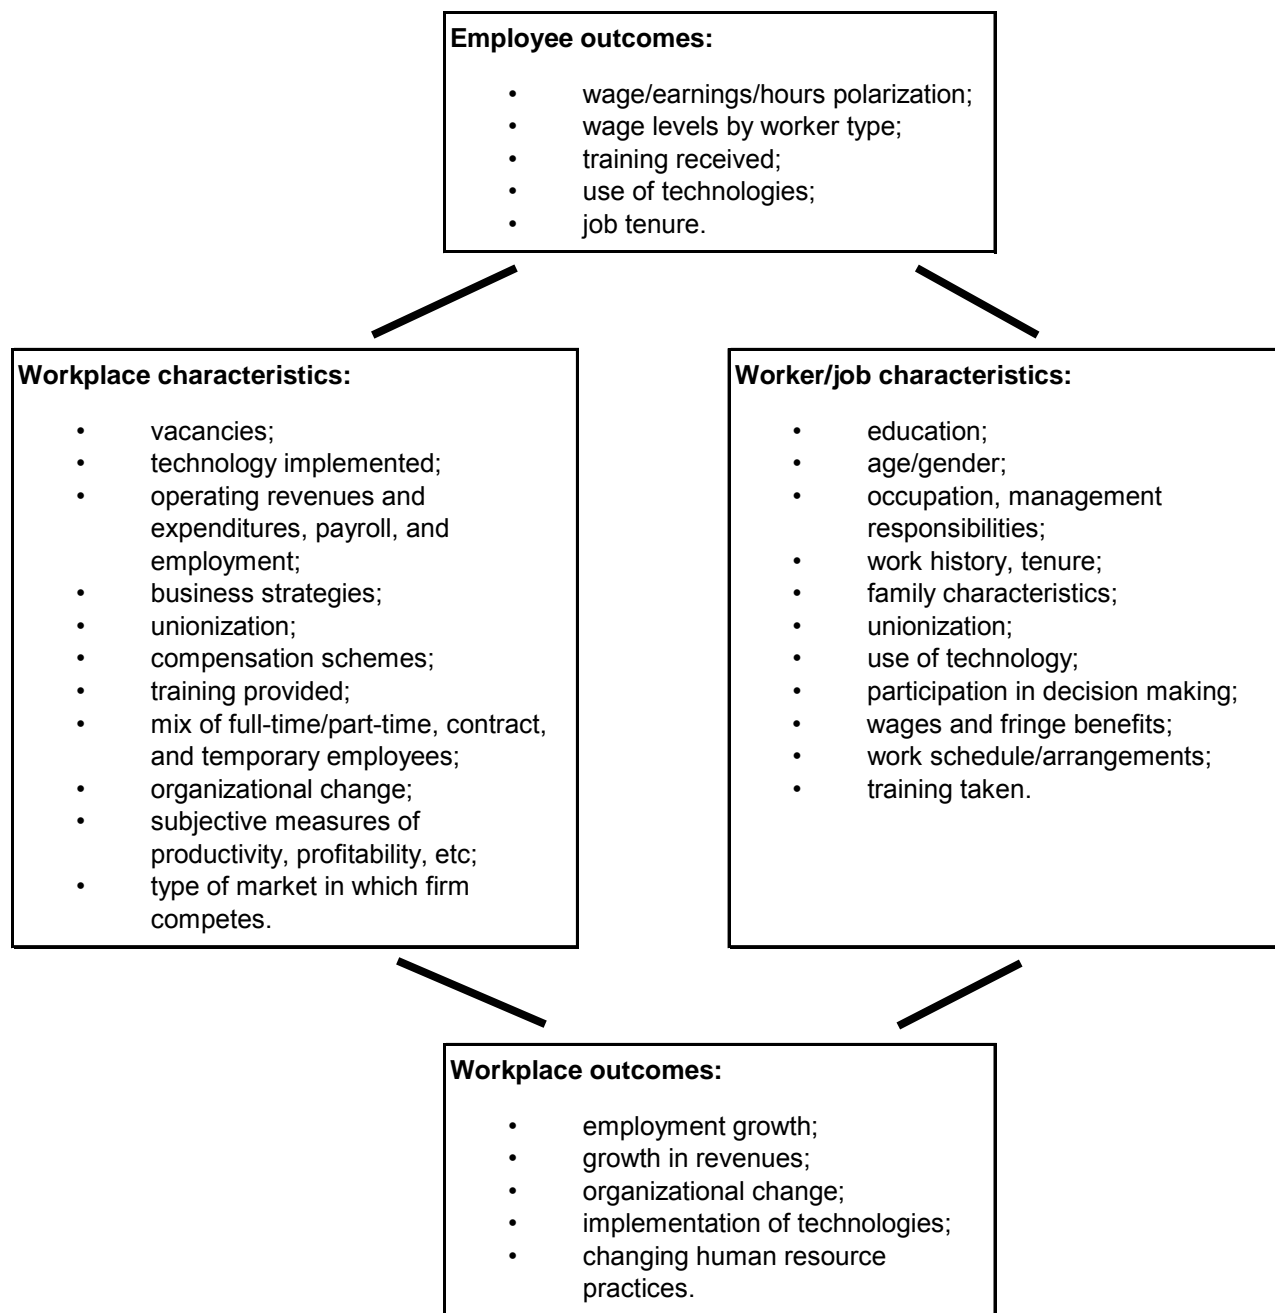 Employee outcomes:
• wage/earnings/hours polarization;
• wage levels by worker type;
• training received;
• use of technologies;
• job tenure.
Workplace characteristics:
• vacancies;
• technology implemented;
• operating revenues and
expenditures, payroll, and
employment;
• business strategies;
• unionization;
• compensation schemes;
• training provided;
• mix of full-time/part-time, contract,
and temporary employees;
• organizational change;
• subjective measures of
productivity, profitability, etc;
• type of market in which firm
competes.
Worker/job characteristics:
• education;
• age/gender;
• occupation, management
responsibilities;
• work history, tenure;
• family characteristics;
• unionization;
• use of technology;
• participation in decision making;
• wages and fringe benefits;
• work schedule/arrangements;
• training taken.
Workplace outcomes:
• employment growth;
• growth in revenues;
• organizational change;
• implementation of technologies;
• changing human resource
practices.